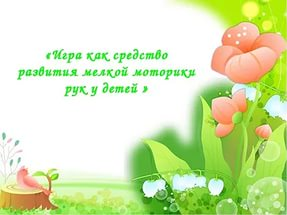 «Игра как средство
развития мелкой моторики
рук у детей »